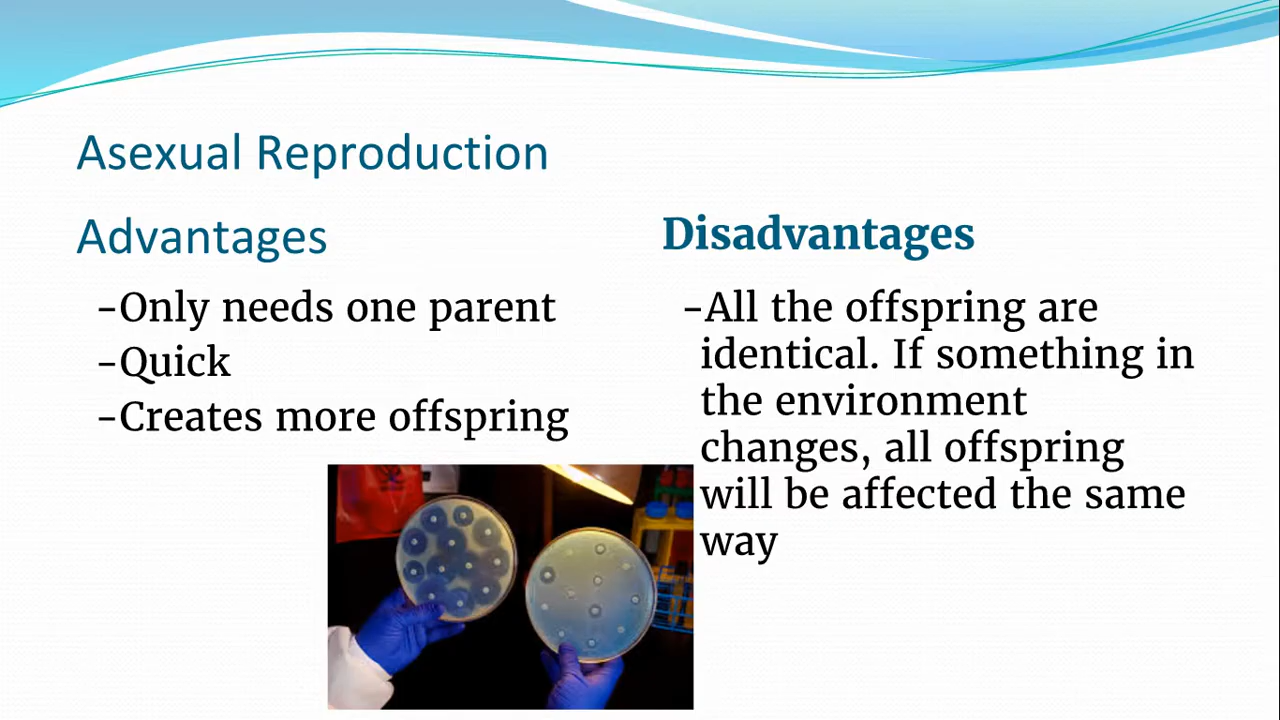 Asexual Reproduction
Advantages
-Only needs one parent
-Quick
-Creates more offspring
Disadvantages
-All the offspring are
identical. If something in
the environment
changes, all offspring
will be affected the same
way